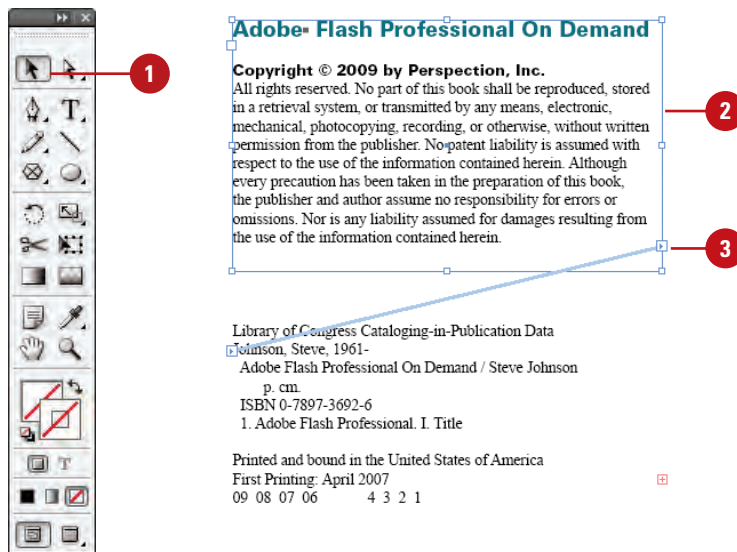 1
2
3
T
T
Adobe- Flash Professional On Demand
Copyright © 2009 by Perspection, Inc.
All rights reserved. No part of this book shall be reproduced, stored
in a retrieval system, or transmitted by any means, electronic,
mechanical, photocopying, recording, or otherwise, without written
permission from the publisher. No patent liability is assumed with
respect to the use of the information contained herein. Although
every precaution has been taken in the preparation of this book,
the publisher and author assume no responsibility for errors or
omissions. Nor is any liability assumed for damages resulting from
the use of the information contained herein.
Library of Congress Cataloging-in-Publication Data
Johnson, Steve, 1961-
Adobe Flash Professional On Demand / Steve Johnson
p. cm.
ISBN 0-7897-3692-6
1. Adobe Flash Professional. I. Title
Printed and bound in the United States of America
First Printing: April 2007
09 08 07 06 4 3 2 1